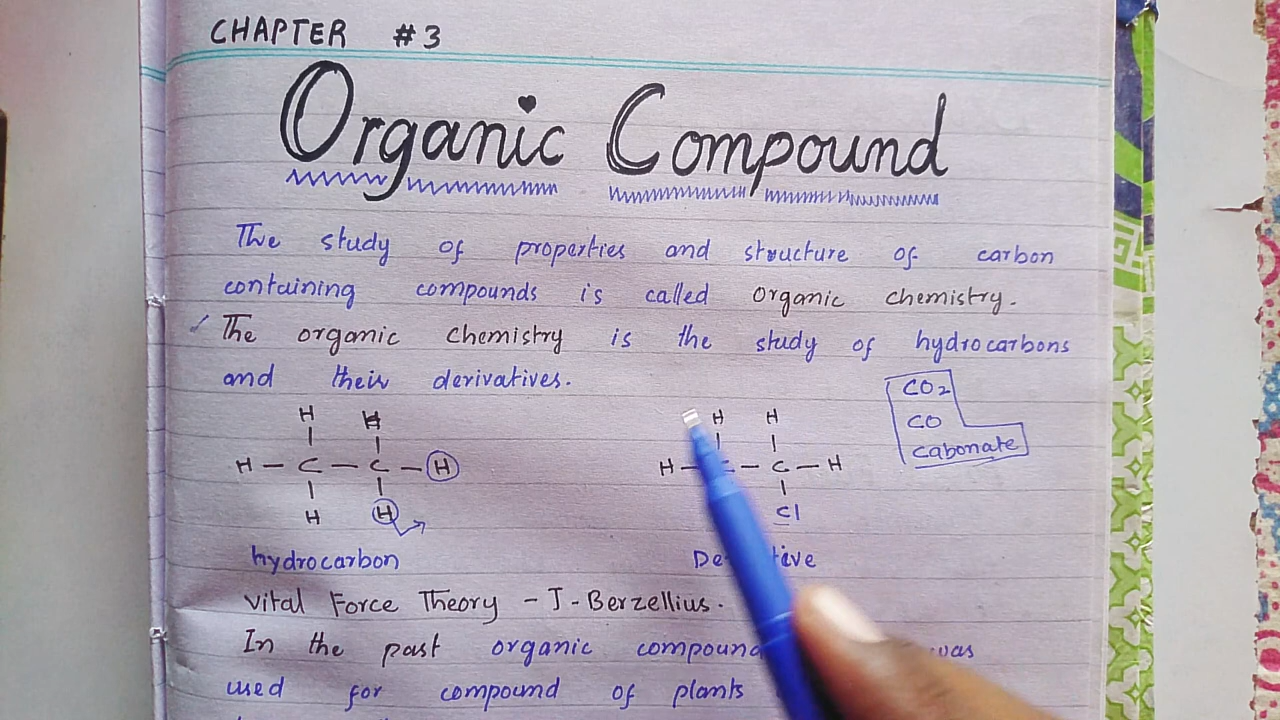 CHAPTER #3
Organic Compound
The study of properties and structure of carbon
containing compounds is called organic chemistry.
The organic chemistry is the study of hydrocarbons
and their derivatives.
CO2
CO
cabonate
H H H H
H – C – C – H H – – C – H
H H Cl
hydrocarbon
Vital Force Theory – J-Berzellius.
In the past organic was
used for compound of plants